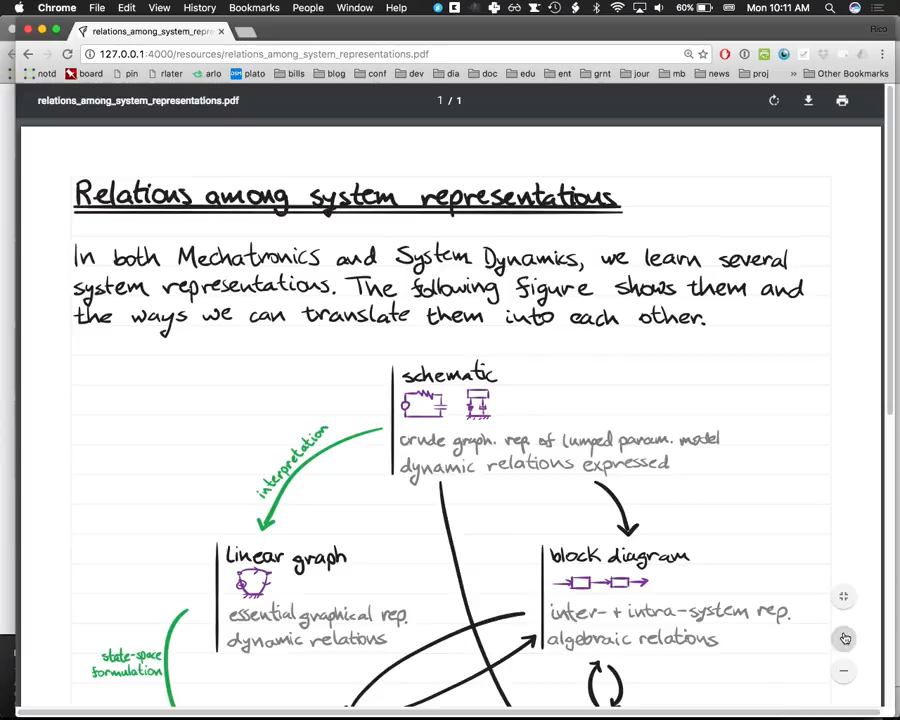 Chrome File Edit View History Bookmarks People Window Help 60% Mon 10:11 AM
relations_among_system_repre Rico
127.0.0.1:4000/resources/relations_among_system_representations.pdf
notd board pin rlater arlo plato bills blog conf dev dia doc edu ent grnt jour mb news proj » Other Bookmarks
relations_among_system_representations.pdf 1 / 1
Relations among system representations
In both Mechatronics and System Dynamics, we learn several
system representations. The following figure shows them and
the ways we can translate them into each other.
schematic
crude graph. rep. of lumped param. model
dynamic relations expressed
interpretation
linear graph
essential graphical rep.
dynamic relations
block diagram
inter- + intra-system rep.
algebraic relations
state-space
formulation